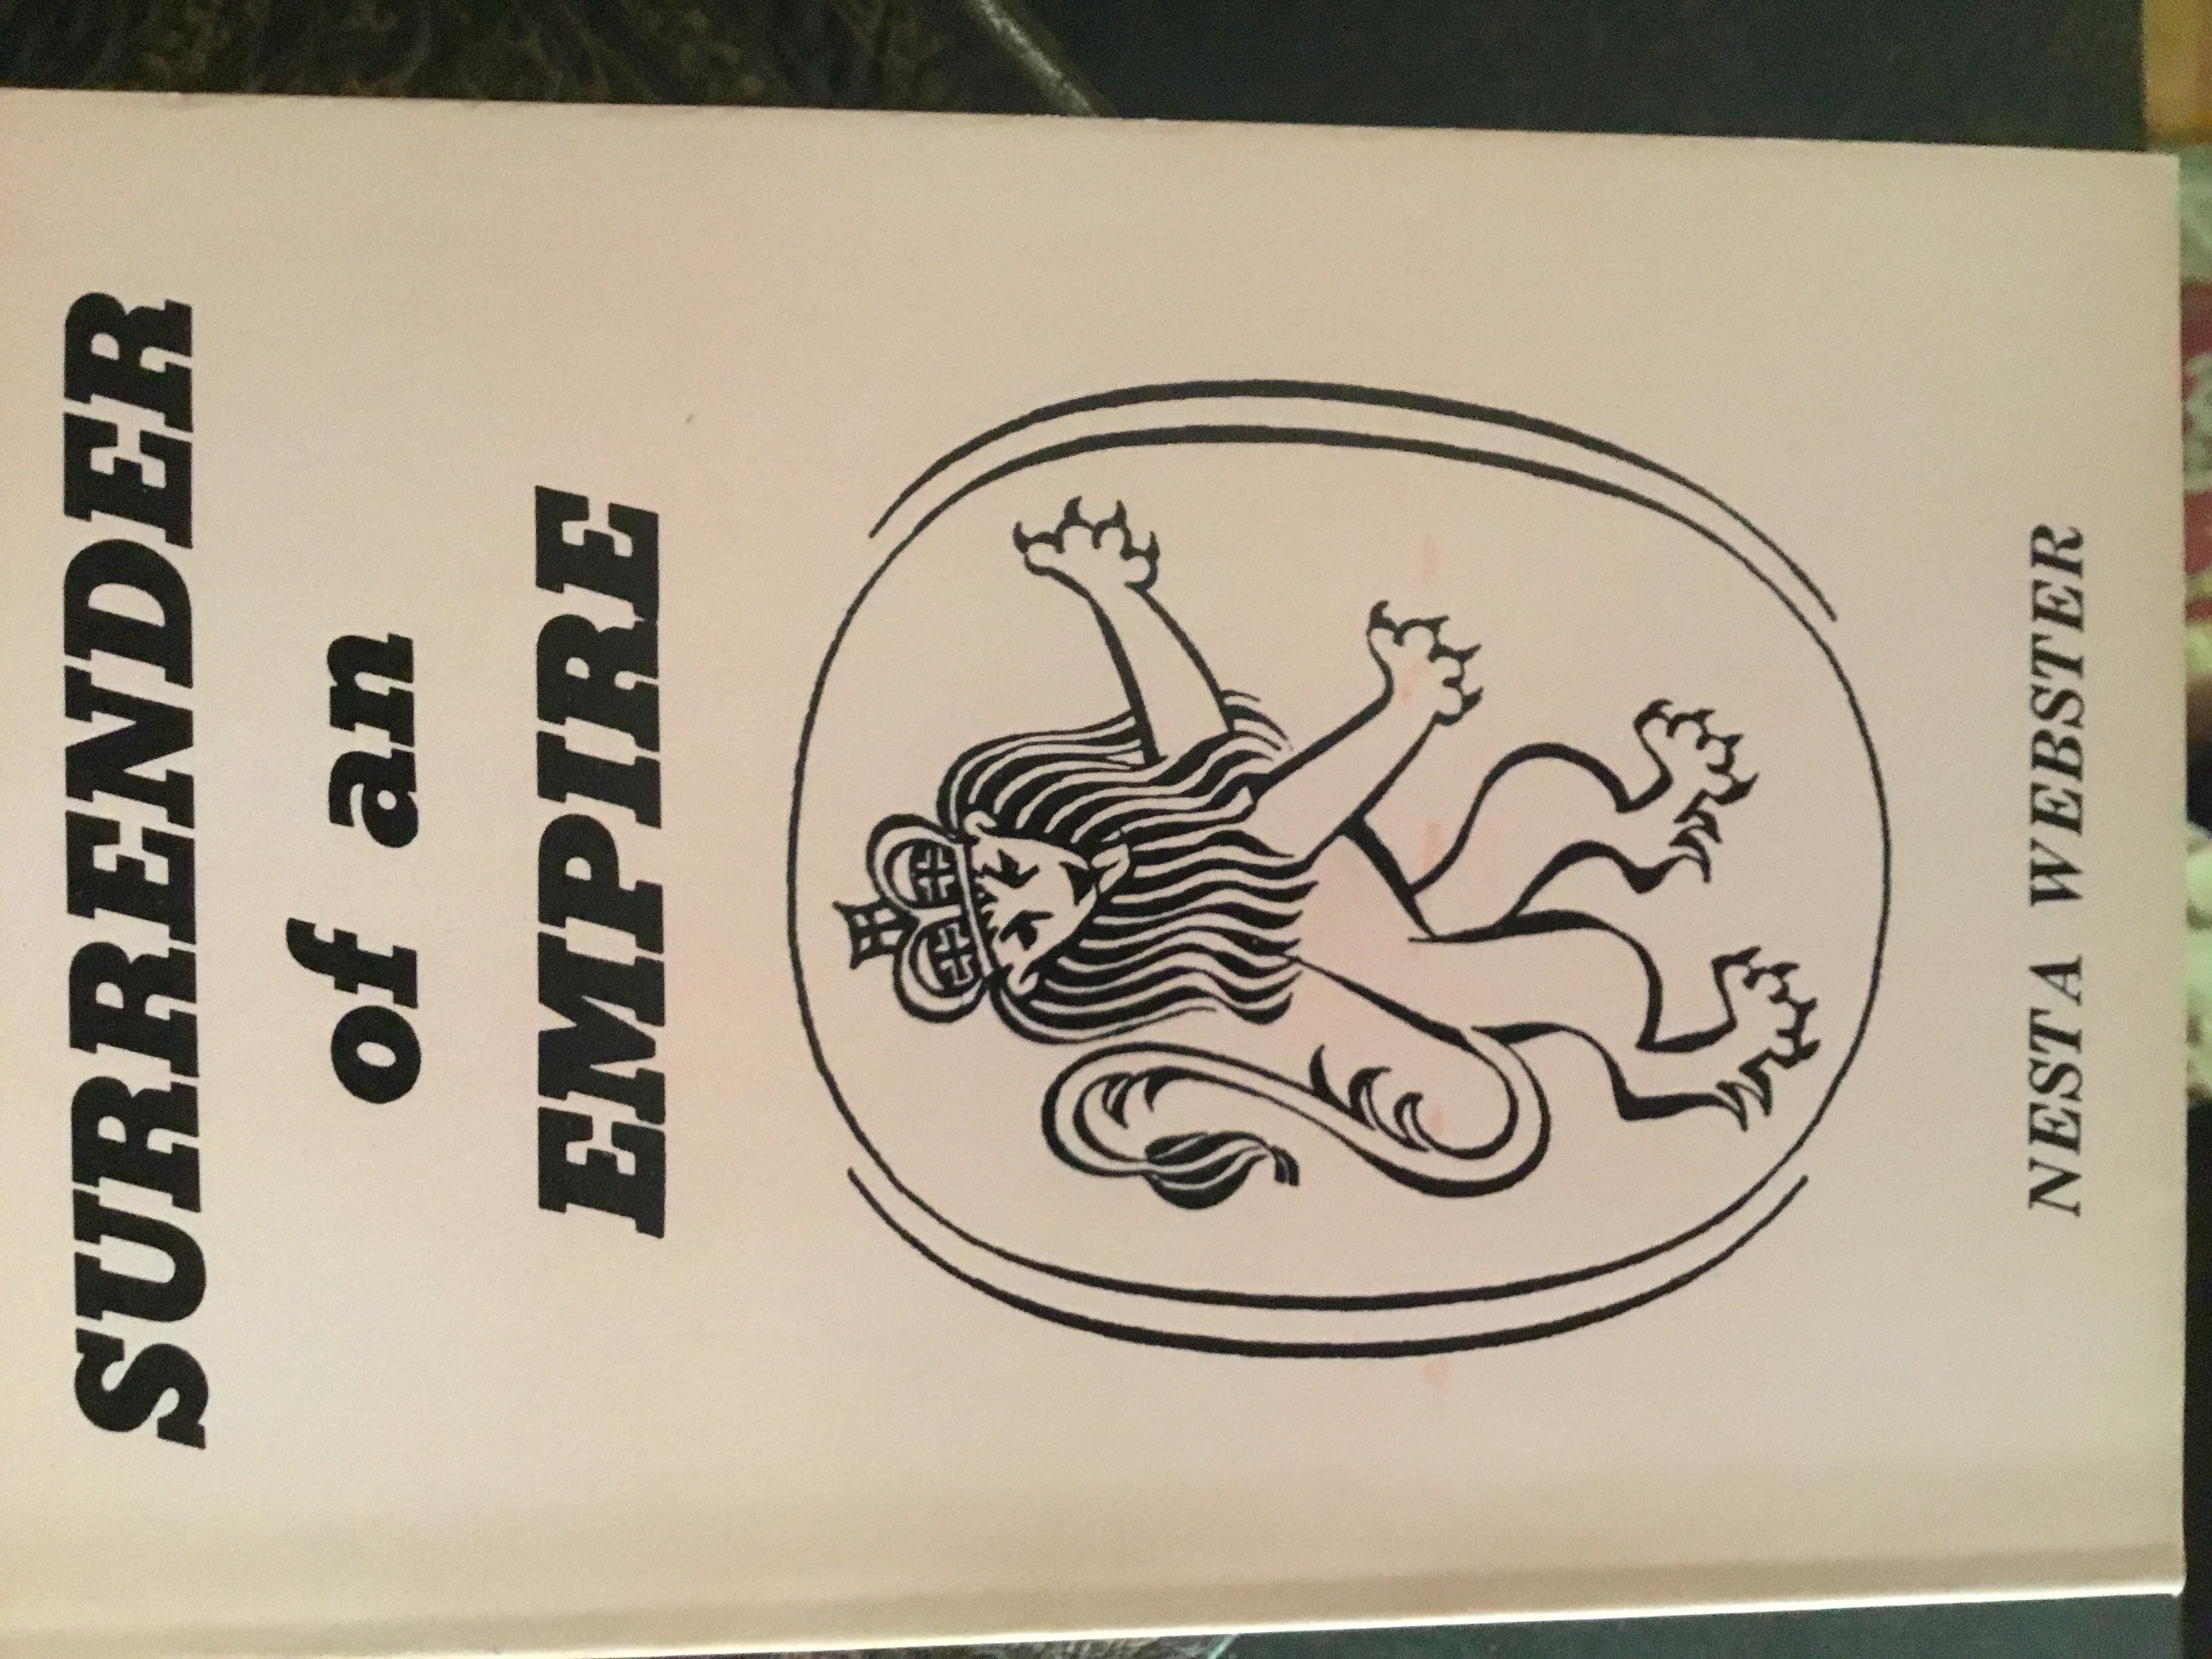 SURRENDER
of an
EMPIRE
NESTA WEBSTER